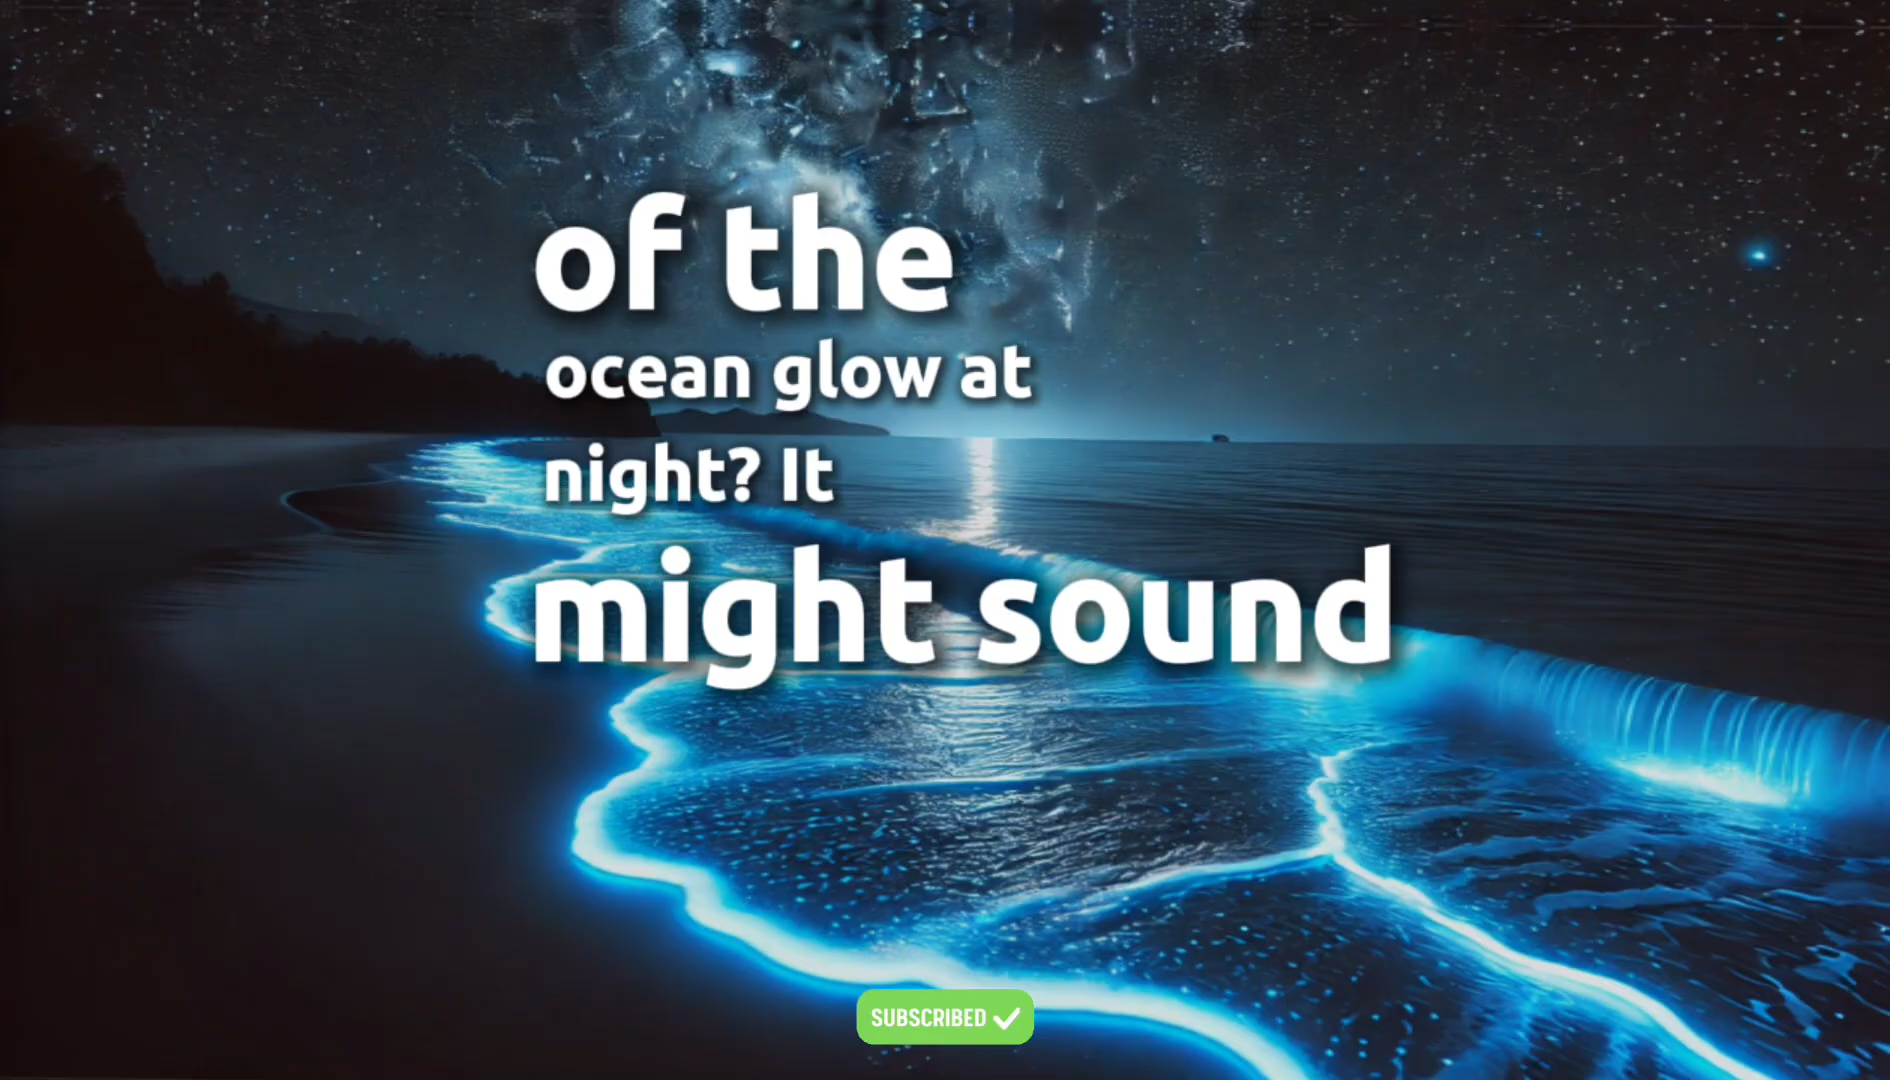 of the
ocean glow at
night? It
might sound
SUBSCRIBED